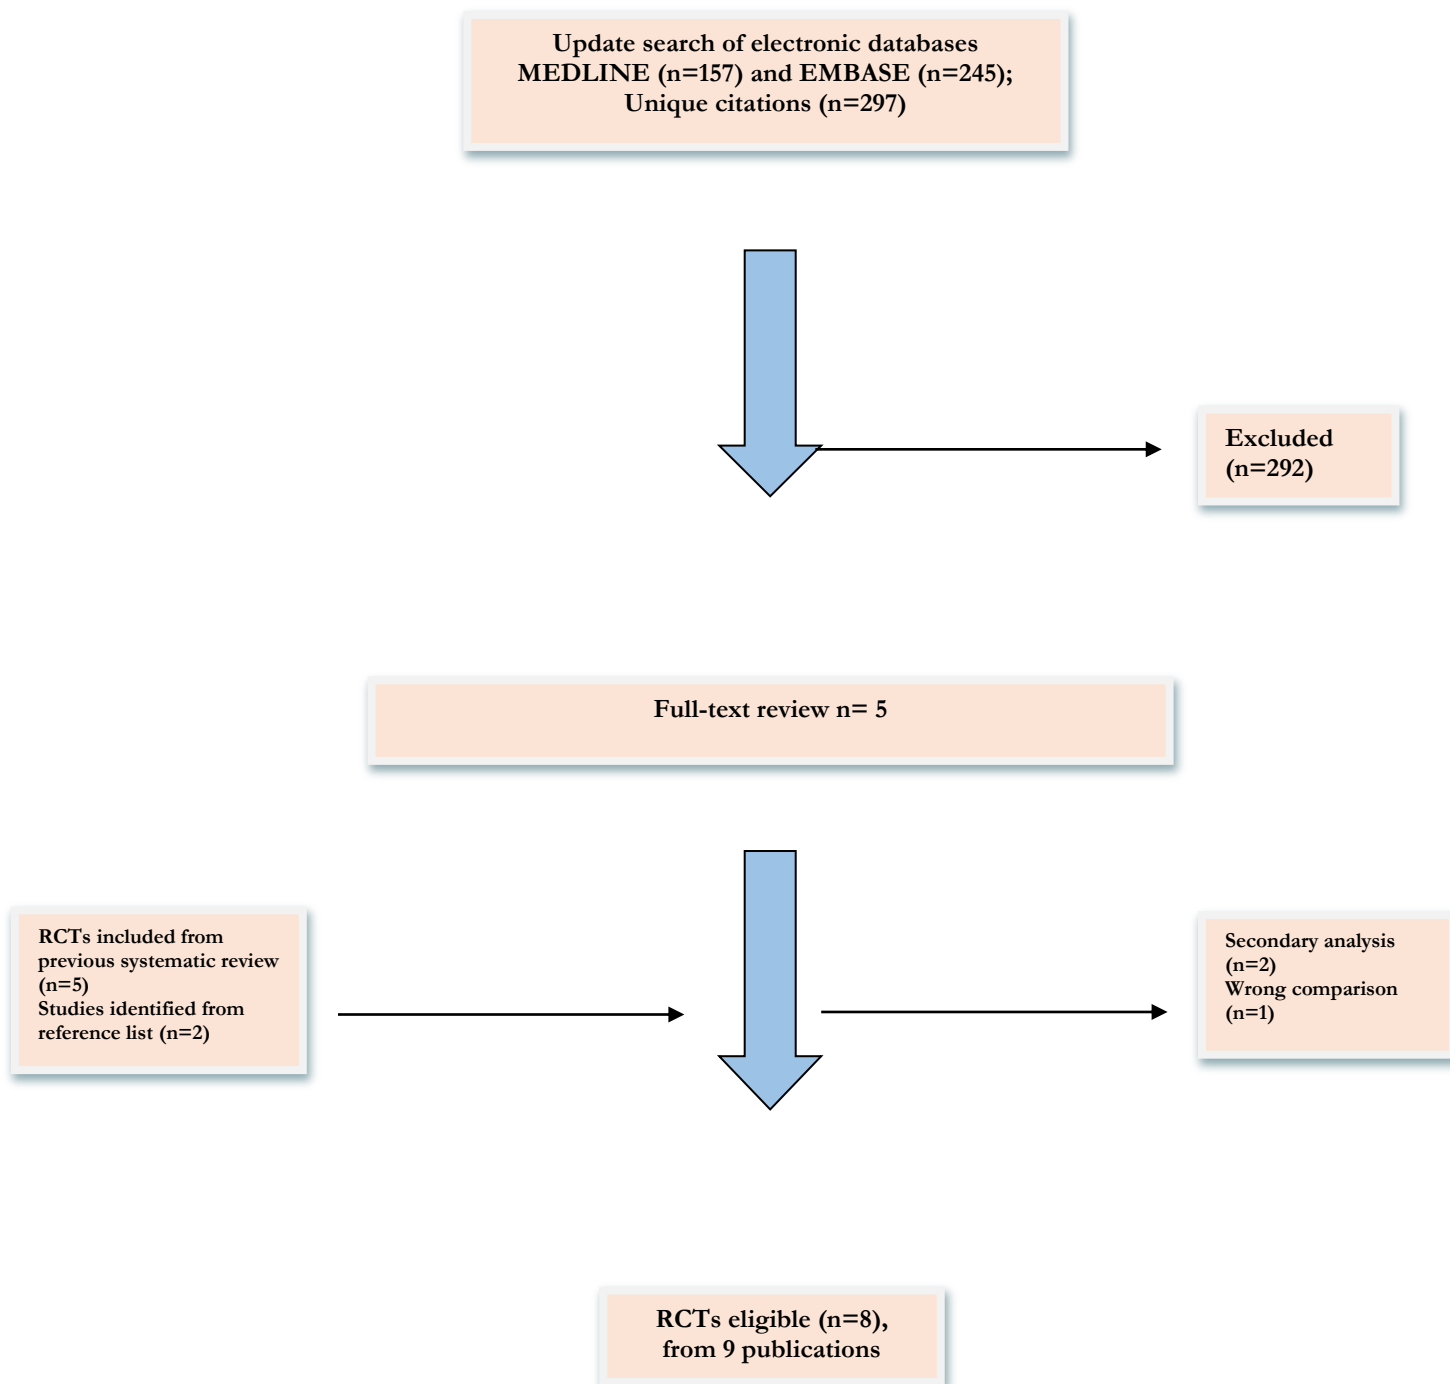 Update search of electronic databases
MEDLINE (n=157) and EMBASE (n=245);
Unique citations (n=297)
Excluded
(n=292)
Full-text review n= 5
RCTs included from
previous systematic review
(n=5)
Studies identified from
reference list (n=2)
Secondary analysis
(n=2)
Wrong comparison
(n=1)
RCTs eligible (n=8),
from 9 publications